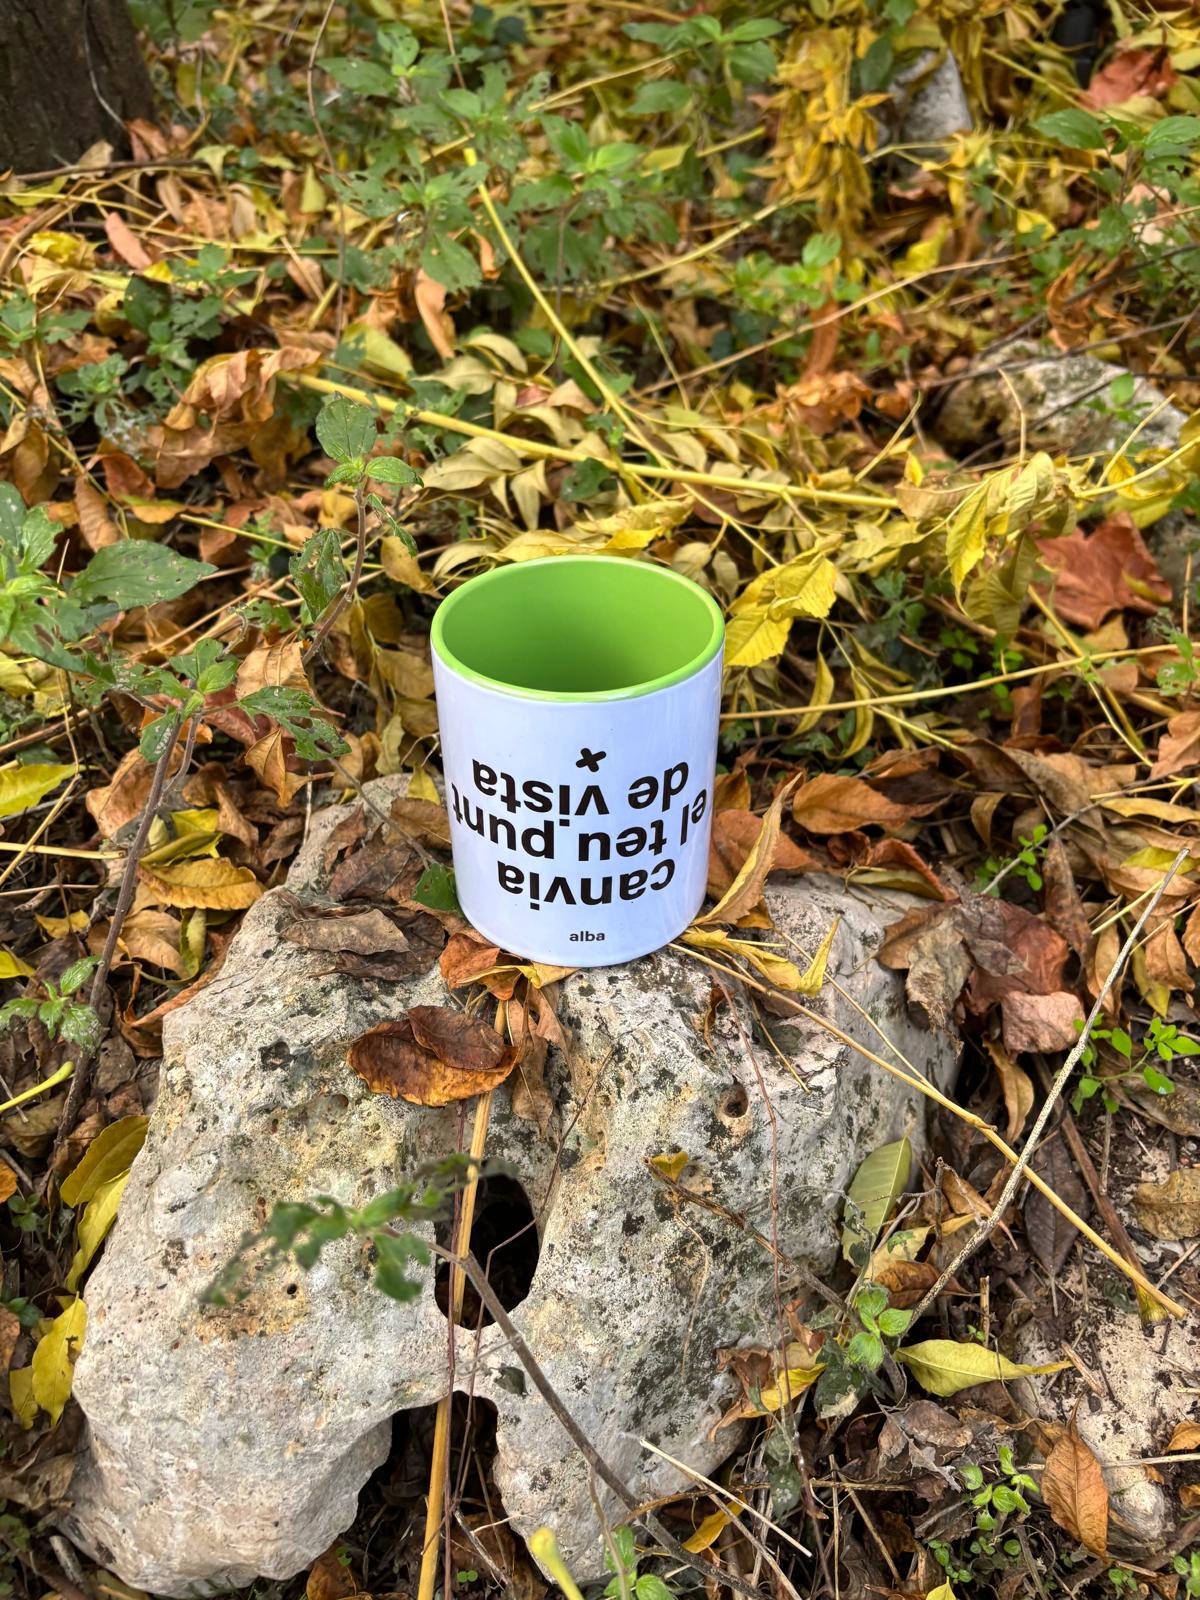 canvia
el teu punt
de vista
alba